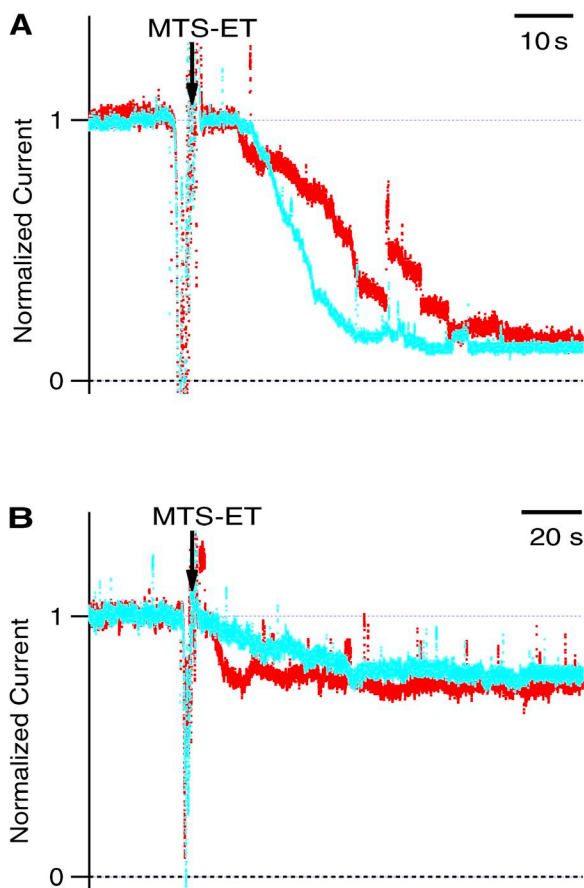 A
MTS-ET
10 s
1
Normalized Current
0
B
MTS-ET
20 s
1
Normalized Current
0